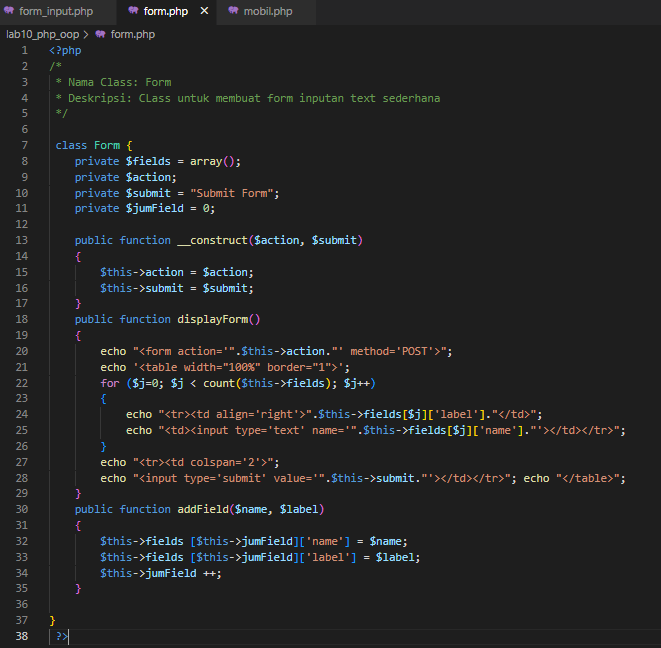 form_input.php form.php × mobil.php
lab10_php_oop > form.php
1 <?php
2 /*
3 * Nama Class: Form
4 * Deskripsi: CLass untuk membuat form inputan text sederhana
5 */
6
7 class Form {
8 private $fields = array();
9 private $action;
10 private $submit = "Submit Form";
11 private $jumField = 0;
12
13 public function __construct($action, $submit)
14 {
15 $this->action = $action;
16 $this->submit = $submit;
17 }
18 public function displayForm()
19 {
20 echo "<form action='".$this->action."' method='POST'>";
21 echo '<table width="100%" border="1">';
22 for ($j=0; $j < count($this->fields); $j++)
23 {
24 echo "<tr><td align='right'>".$this->fields[$j]['label']."</td>";
25 echo "<td><input type='text' name='".$this->fields[$j]['name']."'></td></tr>";
26 }
27 echo "<tr><td colspan='2'>";
28 echo "<input type='submit' value='".$this->submit."'></td></tr>"; echo "</table>";
29 }
30 public function addField($name, $label)
31 {
32 $this->fields [$this->jumField]['name'] = $name;
33 $this->fields [$this->jumField]['label'] = $label;
34 $this->jumField ++;
35 }
36
37 }
38 ?>